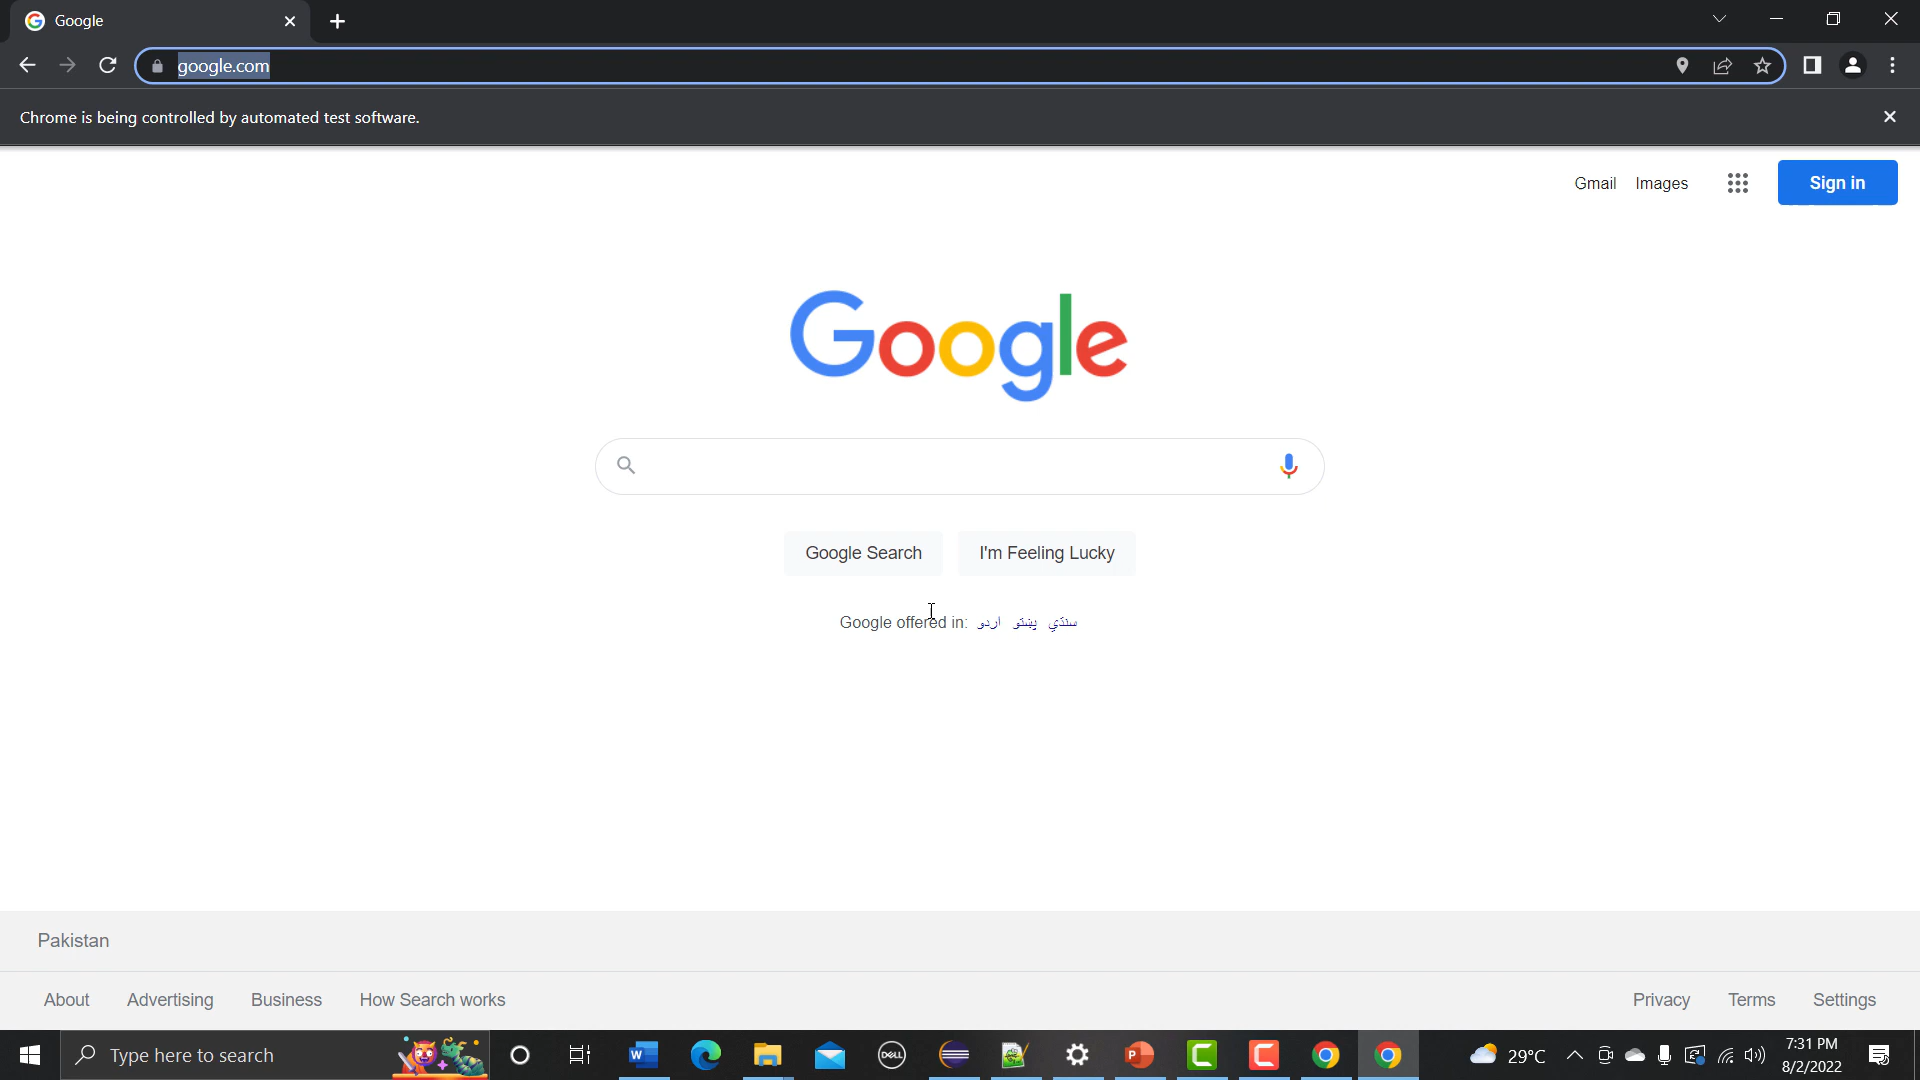 Google
google.com
Chrome is being controlled by automated test software.
Gmail Images Sign in
Google
Google Search I'm Feeling Lucky
Google offered in: اردو پښتو سنڌي
Pakistan
About Advertising Business How Search works Privacy Terms Settings
Type here to search
W
DELL
P
29°C
7:31 PM
8/2/2022